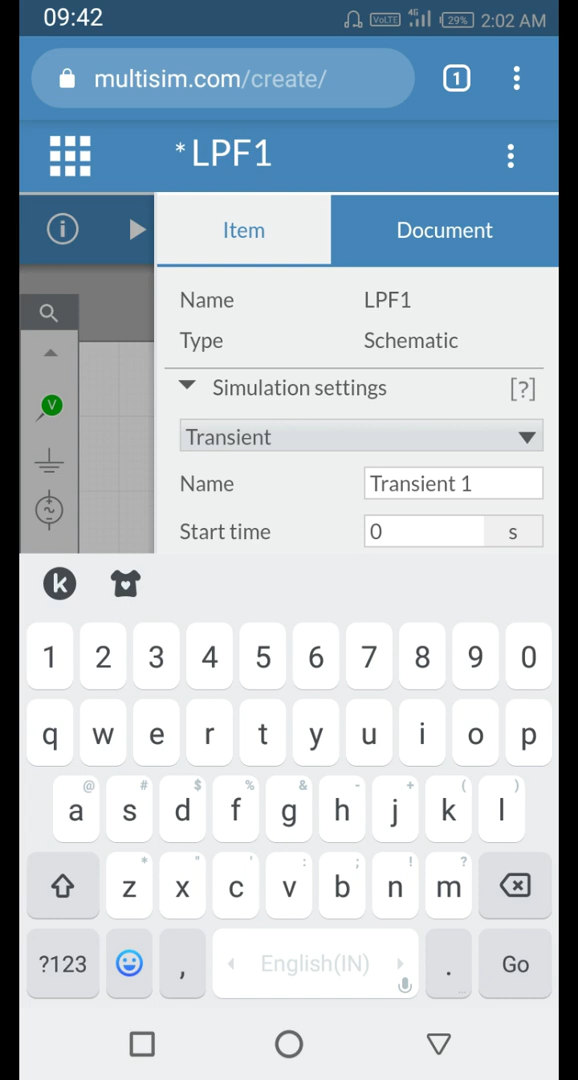 09:42
VoLTE 4G 29% 2:02 AM
multisim.com/create/ 1
*LPF1
i Item Document
Name LPF1
Type Schematic
Simulation settings [?]
V
Transient
Name Transient 1
Start time 0 s
k
1 2 3 4 5 6 7 8 9 0
q w e r t y u i o p
@ # $ % & - + ( )
a s d f g h j k l
* " ' : ; ! ?
z x c v b n m
?123 , English(IN) . Go